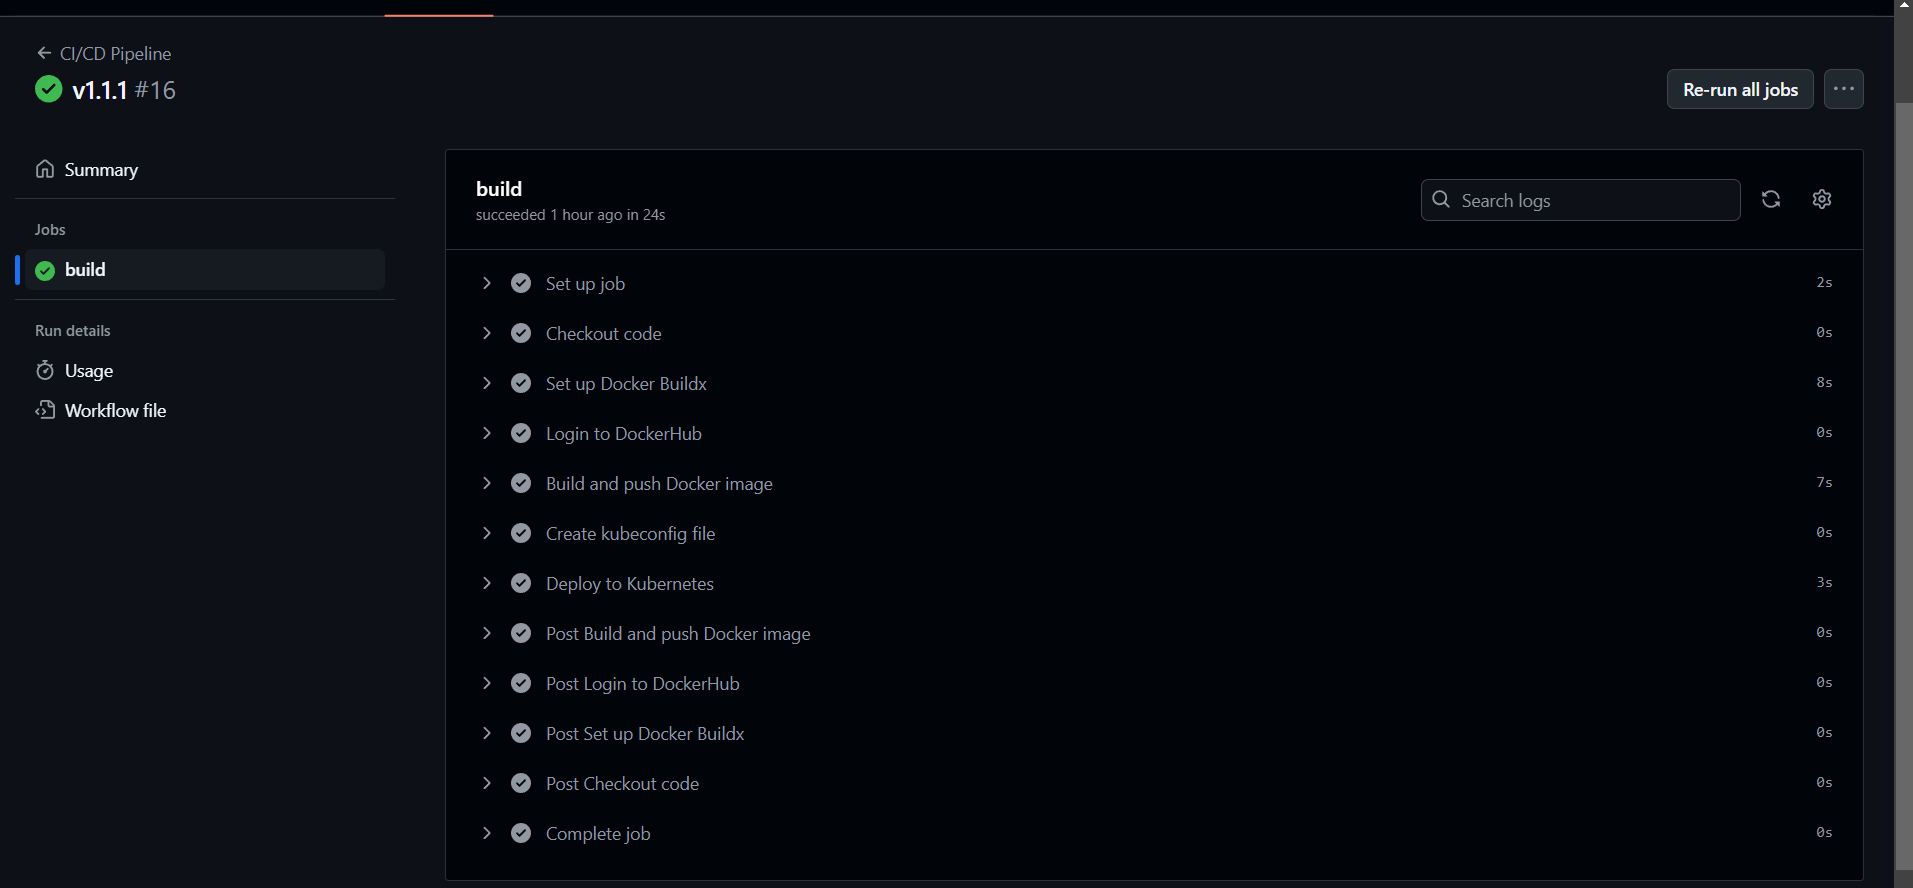 CI/CD Pipeline
v1.1.1 #16
Re-run all jobs
Summary
Jobs
build
Run details
Usage
Workflow file
build
succeeded 1 hour ago in 24s
Search logs
Set up job 2s
Checkout code 0s
Set up Docker Buildx 8s
Login to DockerHub 0s
Build and push Docker image 7s
Create kubeconfig file 0s
Deploy to Kubernetes 3s
Post Build and push Docker image 0s
Post Login to DockerHub 0s
Post Set up Docker Buildx 0s
Post Checkout code 0s
Complete job 0s